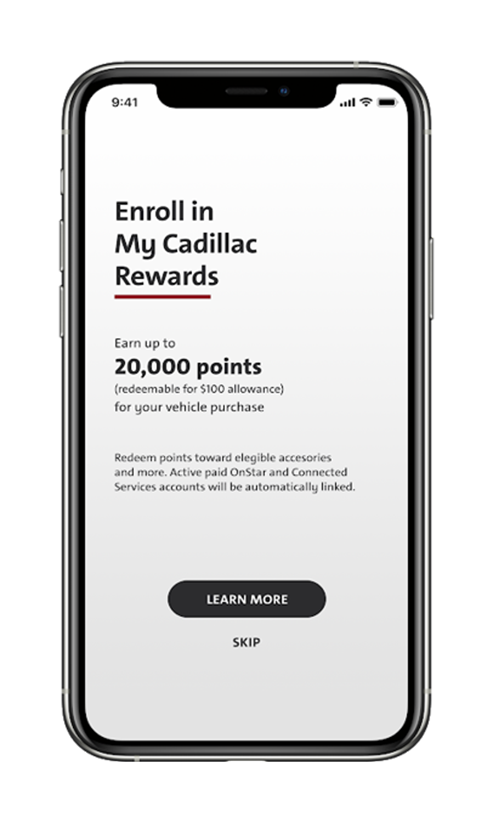 9:41
Enroll in
My Cadillac
Rewards
Earn up to
20,000 points
(redeemable for $100 allowance)
for your vehicle purchase
Redeem points toward elegible accesories
and more. Active paid OnStar and Connected
Services accounts will be automatically linked.
LEARN MORE
SKIP